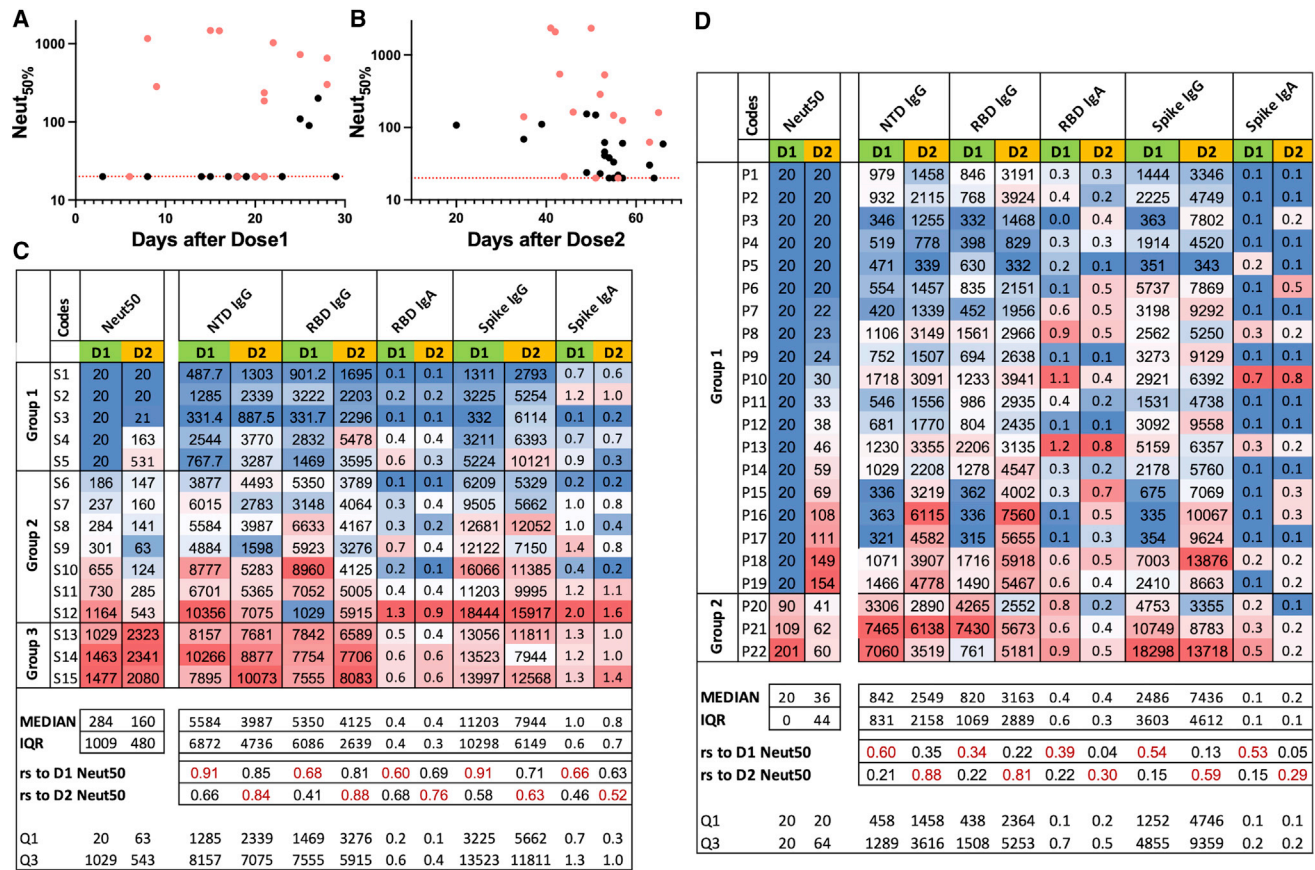 A
Neut50%
1000
100
10
0
10
20
30
Days after Dose1
B
Neut50%
1000
100
10
20
40
60
Days after Dose2
C
Codes Neut50 NTD IgG RBD IgG RBD IgA Spike IgG Spike IgA
D1 D2 D1 D2 D1 D2 D1 D2 D1 D2 D1 D2
Group 1
S1 20 20 487.7 1303 901.2 1695 0.1 0.1 1311 2793 0.7 0.6
S2 20 20 1285 2339 3222 2203 0.2 0.2 3225 5254 1.2 1.0
S3 20 21 331.4 887.5 331.7 2296 0.1 0.1 332 6114 0.1 0.2
S4 20 163 2544 3770 2832 5478 0.4 0.4 3211 6393 0.7 0.7
S5 20 531 767.7 3287 1469 3595 0.6 0.3 5224 10121 0.9 0.3
Group 2
S6 186 147 3877 4493 5350 3789 0.1 0.1 6209 5329 0.2 0.2
S7 237 160 6015 2783 3148 4064 0.3 0.4 9505 5662 1.0 0.8
S8 284 141 5584 3987 6633 4167 0.3 0.2 12681 12052 1.0 0.4
S9 301 63 4884 1598 5923 3276 0.7 0.4 12122 7150 1.4 0.8
S10 655 124 8777 5283 8960 4125 0.2 0.1 16066 11385 0.4 0.2
S11 730 285 6701 5365 7052 5005 0.4 0.4 11203 9995 1.2 1.1
S12 1164 543 10356 7075 1029 5915 1.3 0.9 18444 15917 2.0 1.6
Group 3
S13 1029 2323 8157 7681 7842 6589 0.5 0.4 13056 11811 1.3 1.0
S14 1463 2341 10266 8877 7754 7706 0.6 0.6 13523 7944 1.2 1.0
S15 1477 2080 7895 10073 7555 8083 0.6 0.6 13997 12568 1.3 1.4
MEDIAN 284 160 5584 3987 5350 4125 0.4 0.4 11203 7944 1.0 0.8
IQR 1009 480 6872 4736 6086 2639 0.4 0.3 10298 6149 0.6 0.7
rs to D1 Neut50 0.91 0.85 0.68 0.81 0.60 0.69 0.91 0.71 0.66 0.63
rs to D2 Neut50 0.66 0.84 0.41 0.88 0.68 0.76 0.58 0.63 0.46 0.52
Q1 20 63 1285 2339 1469 3276 0.2 0.1 3225 5662 0.7 0.3
Q3 1029 543 8157 7075 7555 5915 0.6 0.4 13523 11811 1.3 1.0
D
Codes Neut50 NTD IgG RBD IgG RBD IgA Spike IgG Spike IgA
D1 D2 D1 D2 D1 D2 D1 D2 D1 D2 D1 D2
Group 1
P1 20 20 979 1458 846 3191 0.3 0.3 1444 3346 0.1 0.1
P2 20 20 932 2115 768 3924 0.4 0.2 2225 4749 0.1 0.1
P3 20 20 346 1255 332 1468 0.0 0.4 363 7802 0.1 0.2
P4 20 20 519 778 398 829 0.3 0.3 1914 4520 0.1 0.1
P5 20 20 471 339 630 332 0.2 0.1 351 343 0.2 0.1
P6 20 20 554 1457 835 2151 0.1 0.5 5737 7869 0.1 0.5
P7 20 22 420 1339 452 1956 0.6 0.5 3198 9292 0.1 0.1
P8 20 23 1106 3149 1561 2966 0.9 0.5 2562 5250 0.3 0.2
P9 20 24 752 1507 694 2638 0.1 0.1 3273 9129 0.1 0.1
P10 20 30 1718 3091 1233 3941 1.1 0.4 2921 6392 0.7 0.8
P11 20 33 546 1556 986 2935 0.4 0.2 1531 4738 0.1 0.1
P12 20 38 681 1770 804 2435 0.1 0.1 3092 9558 0.1 0.1
P13 20 46 1230 3355 2206 3135 1.2 0.8 5159 6357 0.3 0.2
P14 20 59 1029 2208 1278 4547 0.3 0.2 2178 5760 0.1 0.1
P15 20 69 336 3219 362 4002 0.3 0.7 675 7069 0.1 0.3
P16 20 108 363 6115 336 7560 0.1 0.5 335 10067 0.1 0.3
P17 20 111 321 4582 315 5655 0.1 0.3 354 9624 0.1 0.1
P18 20 149 1071 3907 1716 5918 0.6 0.5 7003 13876 0.2 0.2
P19 20 154 1466 4778 1490 5467 0.6 0.4 2410 8663 0.1 0.2
Group 2
P20 90 41 3306 2890 4265 2552 0.8 0.2 4753 3355 0.2 0.1
P21 109 62 7465 6138 7430 5673 0.6 0.4 10749 8783 0.3 0.2
P22 201 60 7060 3519 761 5181 0.9 0.5 18298 13718 0.5 0.2
MEDIAN 20 36 842 2549 820 3163 0.4 0.4 2486 7436 0.1 0.2
IQR 0 44 831 2158 1069 2889 0.6 0.3 3603 4612 0.1 0.1
rs to D1 Neut50 0.60 0.35 0.34 0.22 0.39 0.04 0.54 0.13 0.53 0.05
rs to D2 Neut50 0.21 0.88 0.22 0.81 0.22 0.30 0.15 0.59 0.15 0.29
Q1 20 20 458 1458 438 2364 0.1 0.2 1252 4746 0.1 0.1
Q3 20 64 1289 3616 1508 5253 0.7 0.5 4855 9359 0.2 0.2